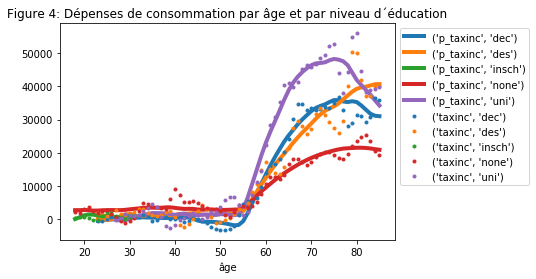 Figure 4: Dépenses de consommation par âge et par niveau d´éducation
50000
40000
30000
20000
10000
0
20 30 40 50 60 70 80
âge
('p_taxinc', 'dec')
('p_taxinc', 'des')
('p_taxinc', 'insch')
('p_taxinc', 'none')
('p_taxinc', 'uni')
('taxinc', 'dec')
('taxinc', 'des')
('taxinc', 'insch')
('taxinc', 'none')
('taxinc', 'uni')